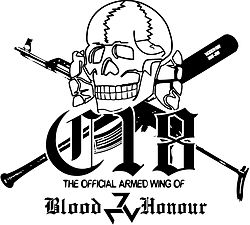 C18
THE OFFICIAL ARMED WING OF
Blood Honour